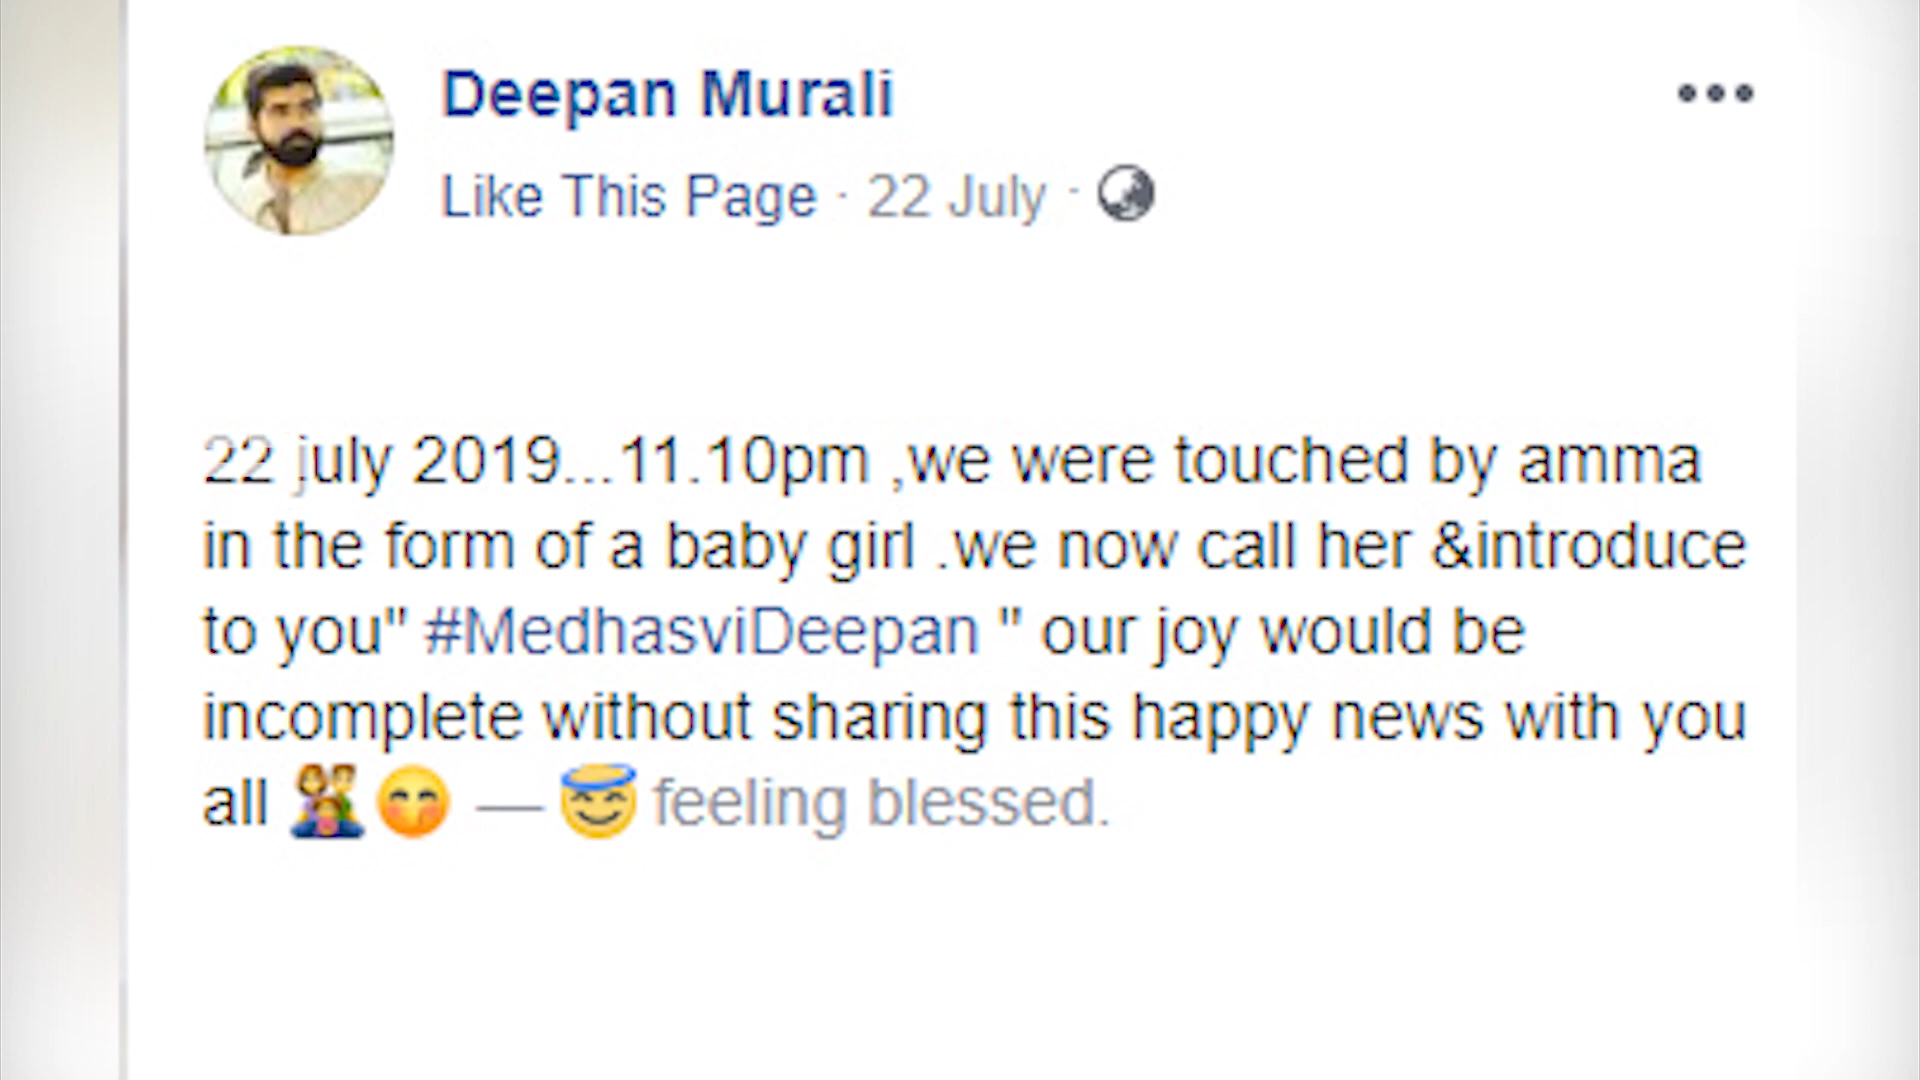 Deepan Murali
Like This Page · 22 July ·
22 july 2019...11.10pm ,we were touched by amma
in the form of a baby girl .we now call her &introduce
to you" #MedhasviDeepan " our joy would be
incomplete without sharing this happy news with you
all 👨‍👩‍👧😊 — 😇 feeling blessed.